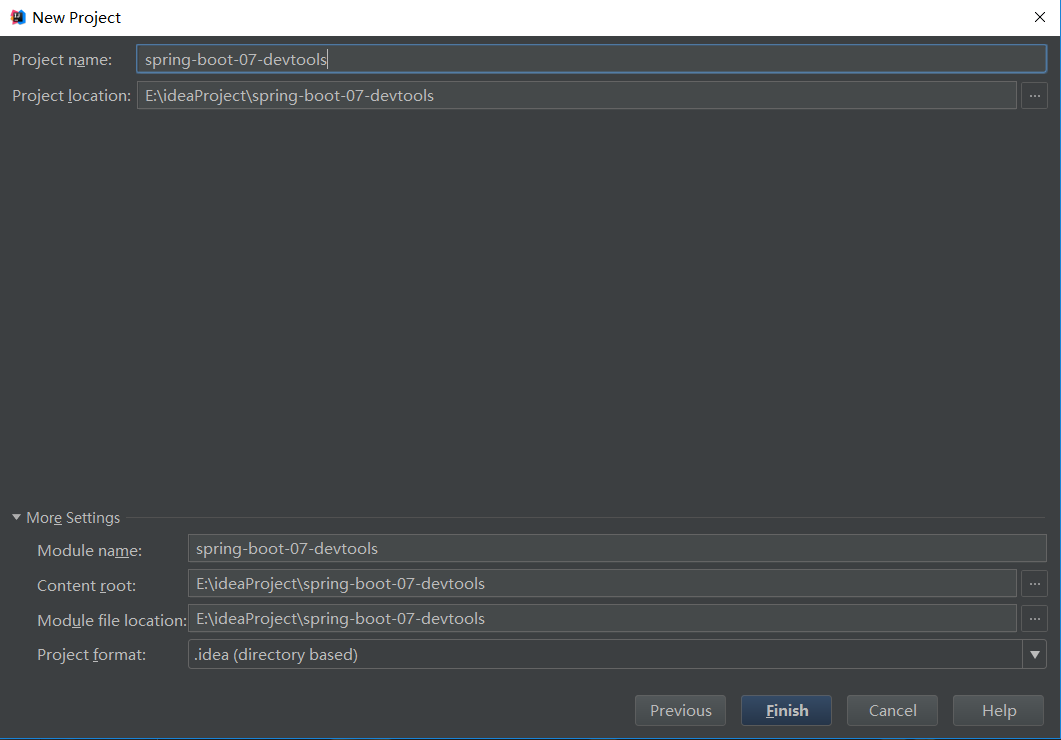 New Project
Project name: spring-boot-07-devtools
Project location: E:\ideaProject\spring-boot-07-devtools ...
More Settings
Module name: spring-boot-07-devtools
Content root: E:\ideaProject\spring-boot-07-devtools ...
Module file location: E:\ideaProject\spring-boot-07-devtools ...
Project format: .idea (directory based)
Previous Finish Cancel Help